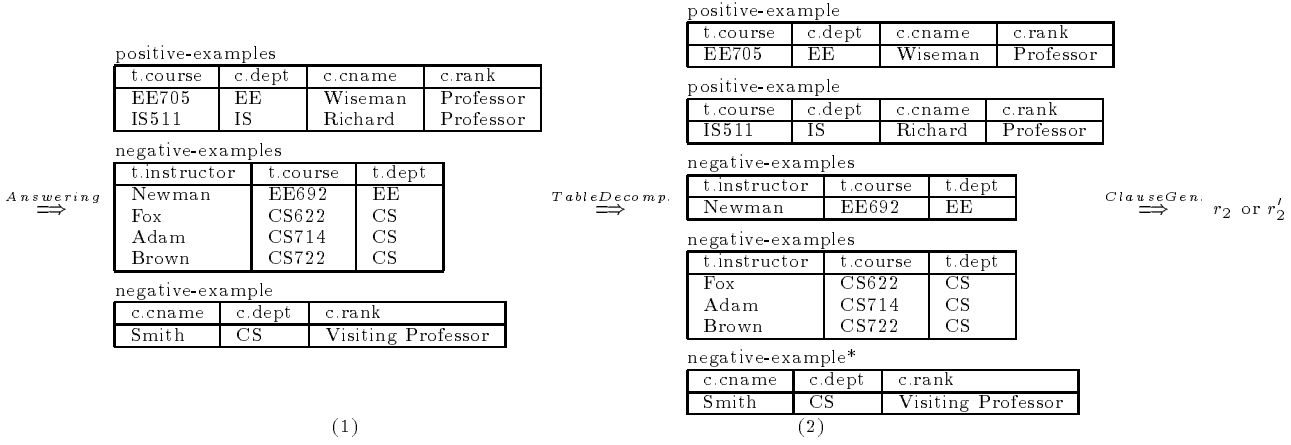 Answering
⟹
positive-examples
t.course c.dept c.cname c.rank
EE705 EE Wiseman Professor
IS511 IS Richard Professor
negative-examples
t.instructor t.course t.dept
Newman EE692 EE
Fox CS622 CS
Adam CS714 CS
Brown CS722 CS
negative-example
c.cname c.dept c.rank
Smith CS Visiting Professor
(1)
TableDecomp.
⟹
positive-example
t.course c.dept c.cname c.rank
EE705 EE Wiseman Professor
positive-example
t.course c.dept c.cname c.rank
IS511 IS Richard Professor
negative-examples
t.instructor t.course t.dept
Newman EE692 EE
negative-examples
t.instructor t.course t.dept
Fox CS622 CS
Adam CS714 CS
Brown CS722 CS
negative-example*
c.cname c.dept c.rank
Smith CS Visiting Professor
(2)
ClauseGen.
⟹ r₂ or r₂′